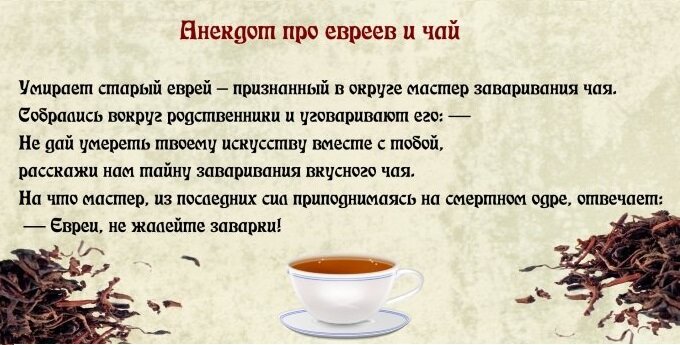 Анекдот про евреев и чай
Умирает старый еврей — признанный в округе мастер заваривания чая.
Собрались вокруг родственники и уговаривают его: —
Не дай умереть твоему искусству вместе с тобой,
расскажи нам тайну заваривания вкусного чая.
На что мастер, из последних сил приподнимаясь на смертном одре, отвечает:
— Евреи, не жалейте заварки!